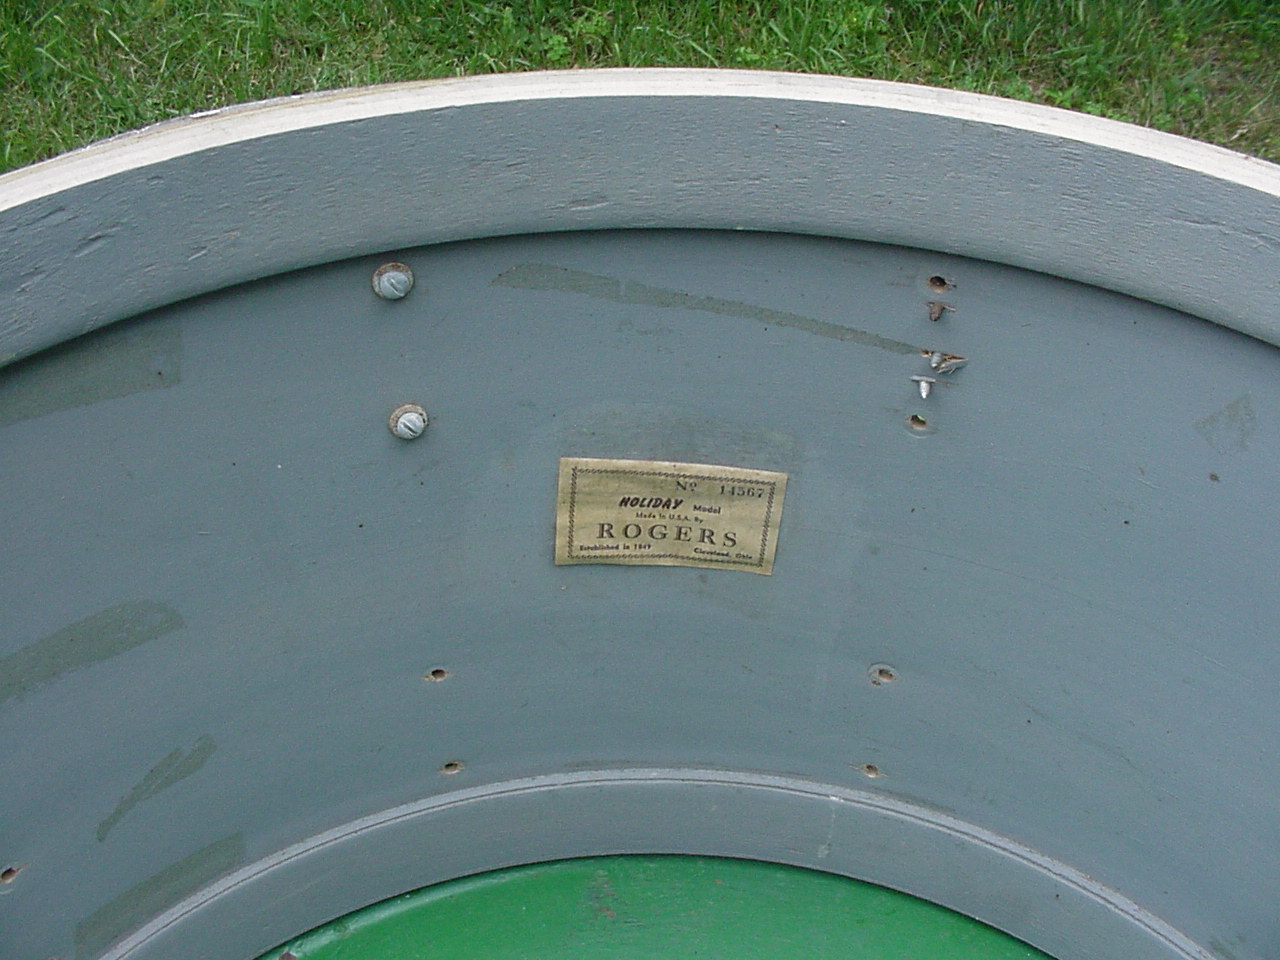 Nº 14567
HOLIDAY Model
Made in U.S.A. By
ROGERS
Established in 1849 Cleveland, Ohio